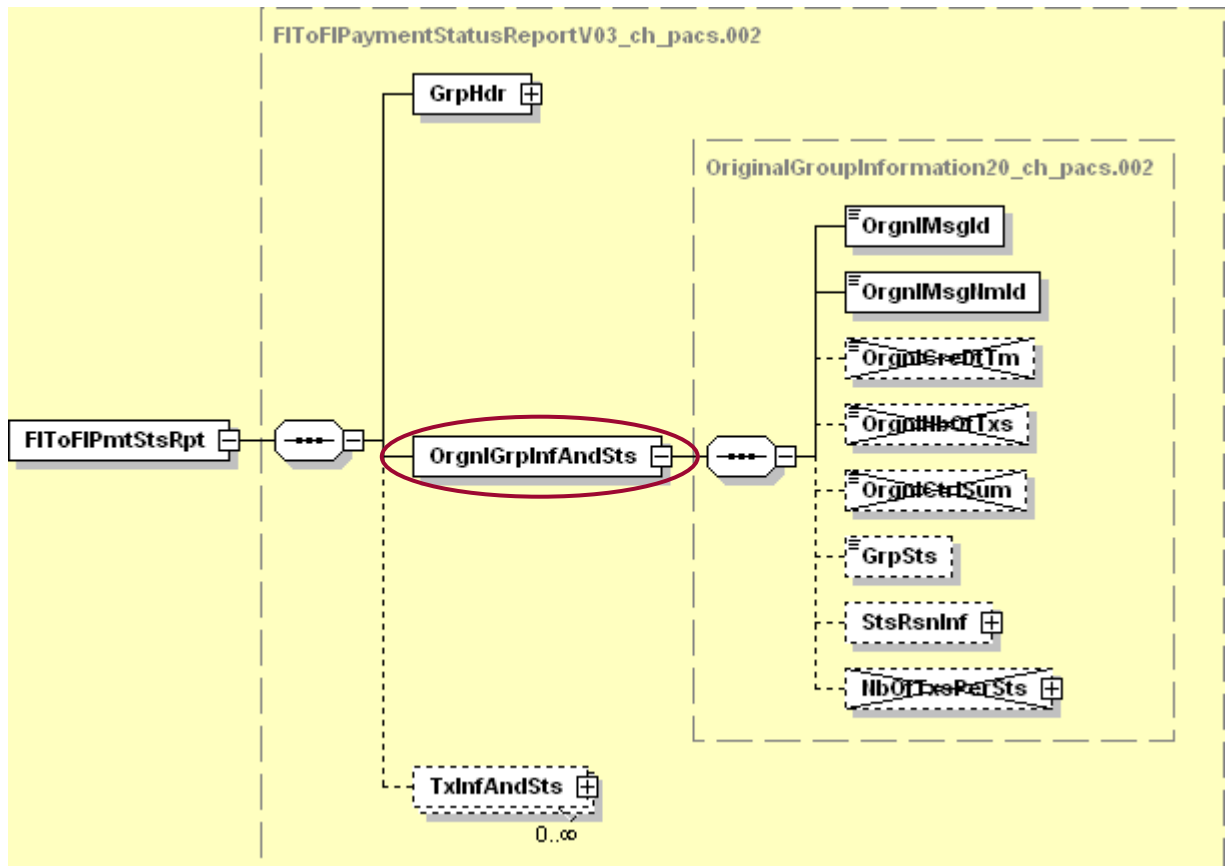 FIToFIPaymentStatusReportV03_ch_pacs.002
GrpHdr
OriginalGroupInformation20_ch_pacs.002
OrgnlMsgId
OrgnlMsgNmId
OrgnlCreDtTm
OrgnlNbOfTxs
FIToFIPmtStsRpt
OrgnlGrpInfAndSts
OrgnlCtrlSum
GrpSts
StsRsnInf
NbOfTxsPerSts
TxInfAndSts
0..∞